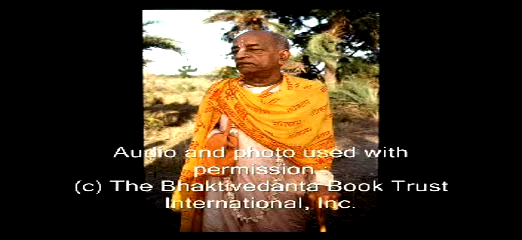 Audio and photo used with
permission
(c) The Bhaktivedanta Book Trust
International, Inc.